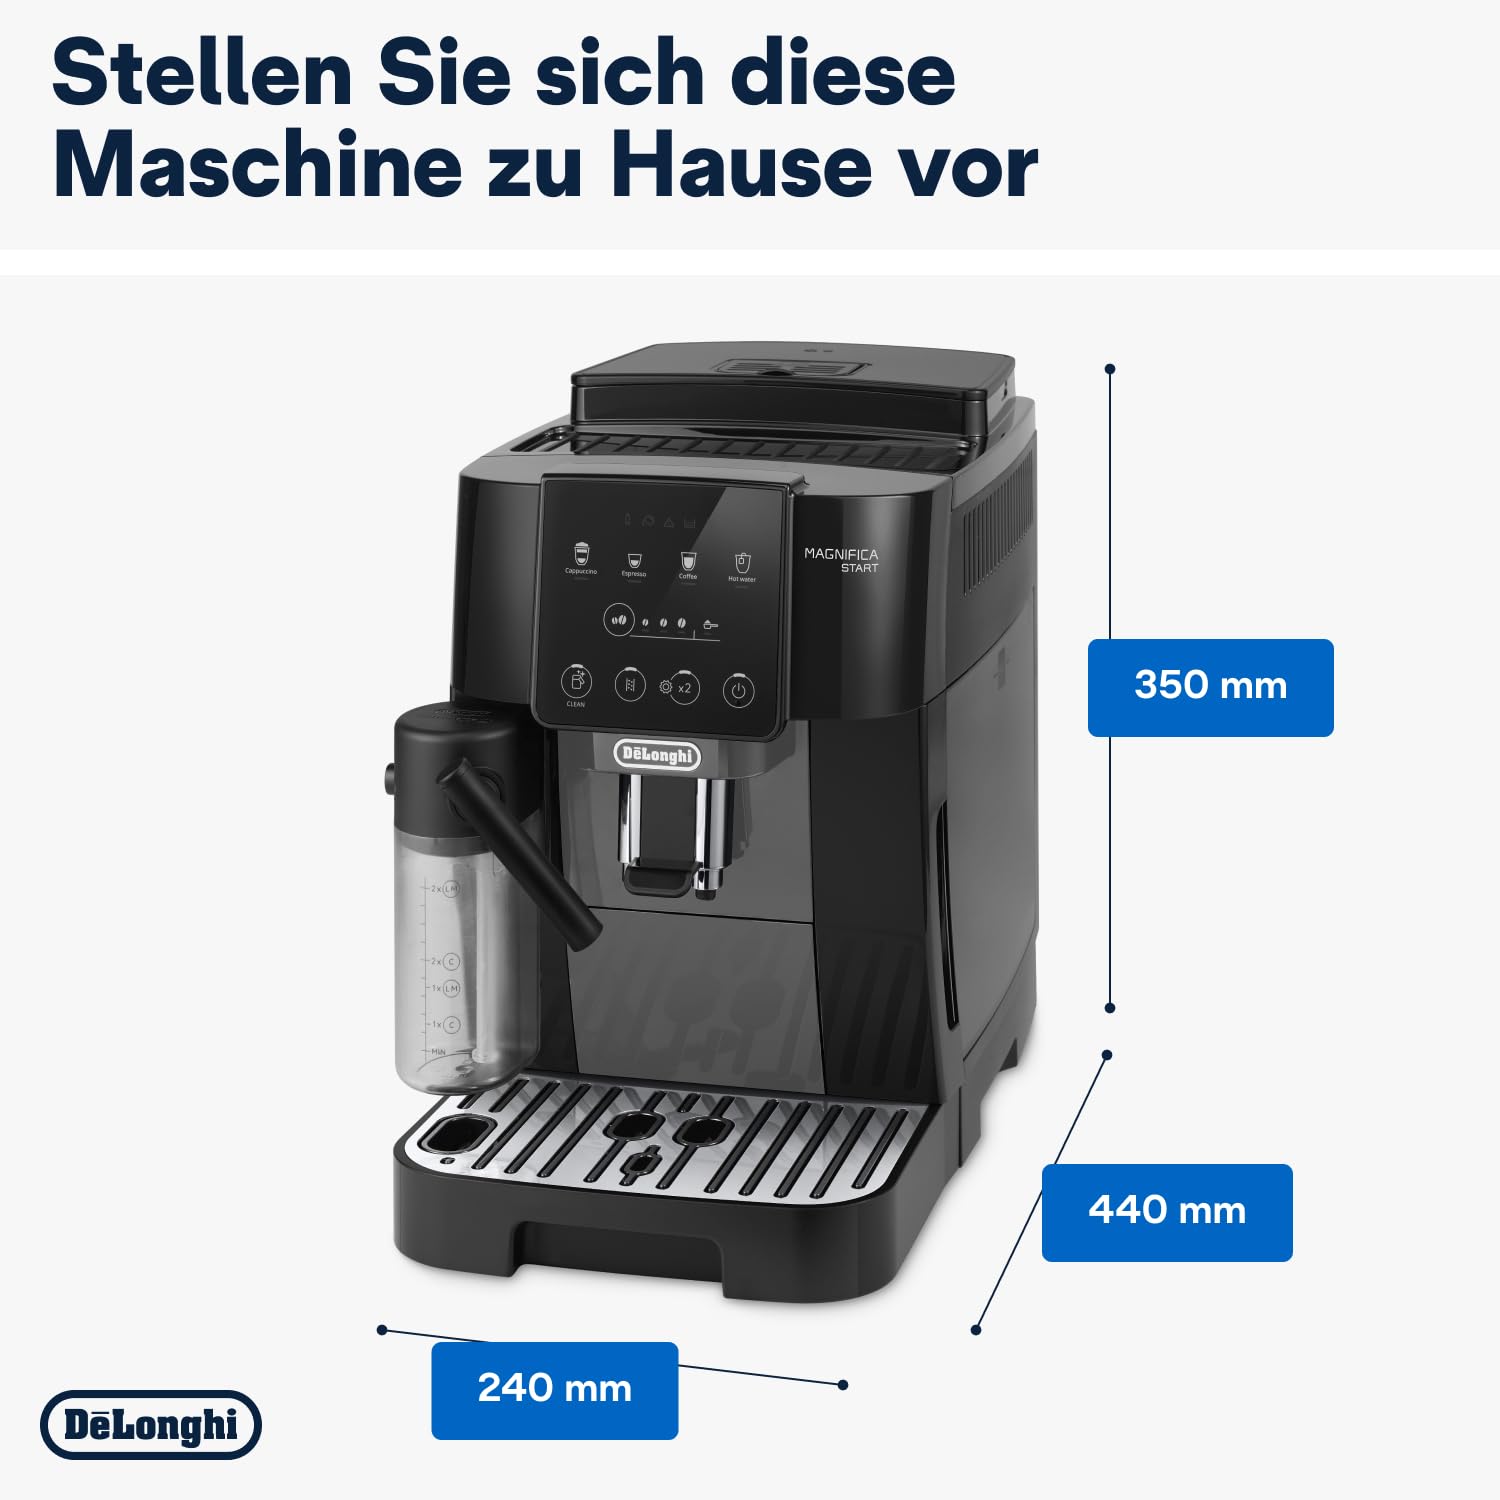 Stellen Sie sich diese
Maschine zu Hause vor
MAGNIFICA
START
Cappuccino
Espresso
Coffee
Hot water
x2
CLEAN
DeLonghi
2x LM
2x C
1x LM
1x C
MIN
350 mm
440 mm
240 mm
DēLonghi